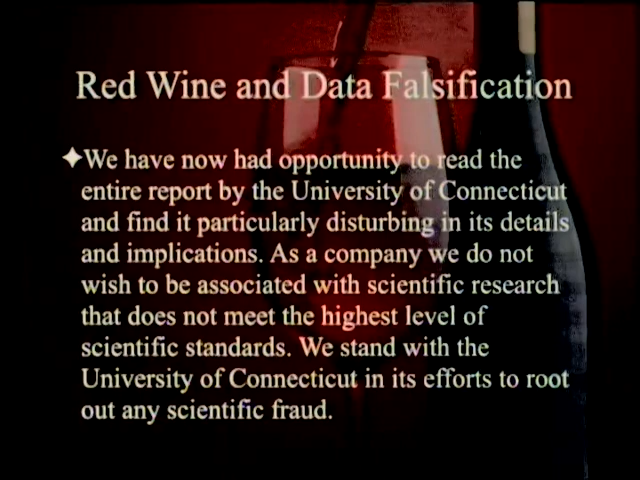 Red Wine and Data Falsification
We have now had opportunity to read the
entire report by the University of Connecticut
and find it particularly disturbing in its details
and implications. As a company we do not
wish to be associated with scientific research
that does not meet the highest level of
scientific standards. We stand with the
University of Connecticut in its efforts to root
out any scientific fraud.